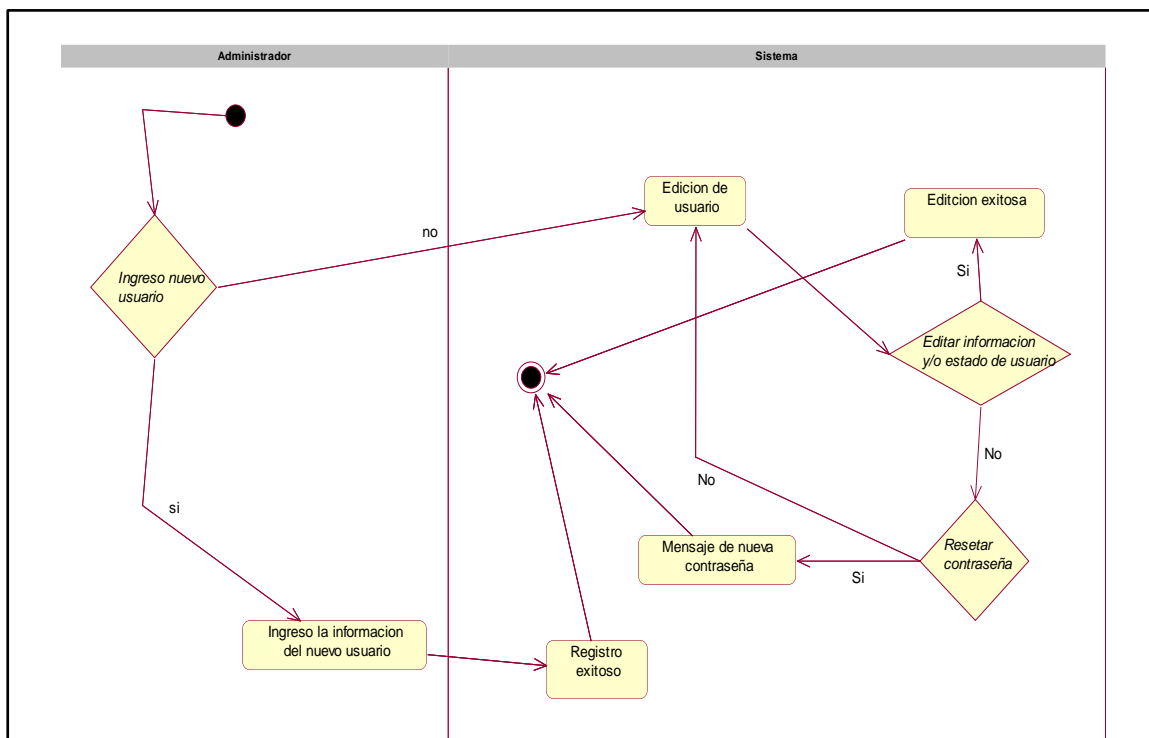 Administrador
Sistema
Edicion de
usuario
Editcion exitosa
no
Si
Ingreso nuevo
usuario
Editar informacion
y/o estado de usuario
No
No
si
Mensaje de nueva
contraseña
Si
Resetar
contraseña
Ingreso la informacion
del nuevo usuario
Registro
exitoso